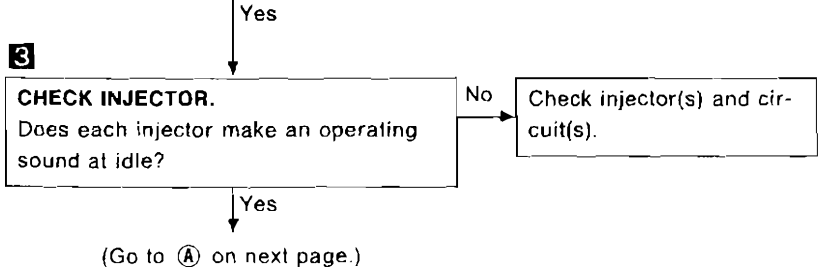 Yes
3
CHECK INJECTOR.
Does each injector make an operating
sound at idle?
No
Check injector(s) and cir-
cuit(s).
Yes
(Go to Ⓐ on next page.)